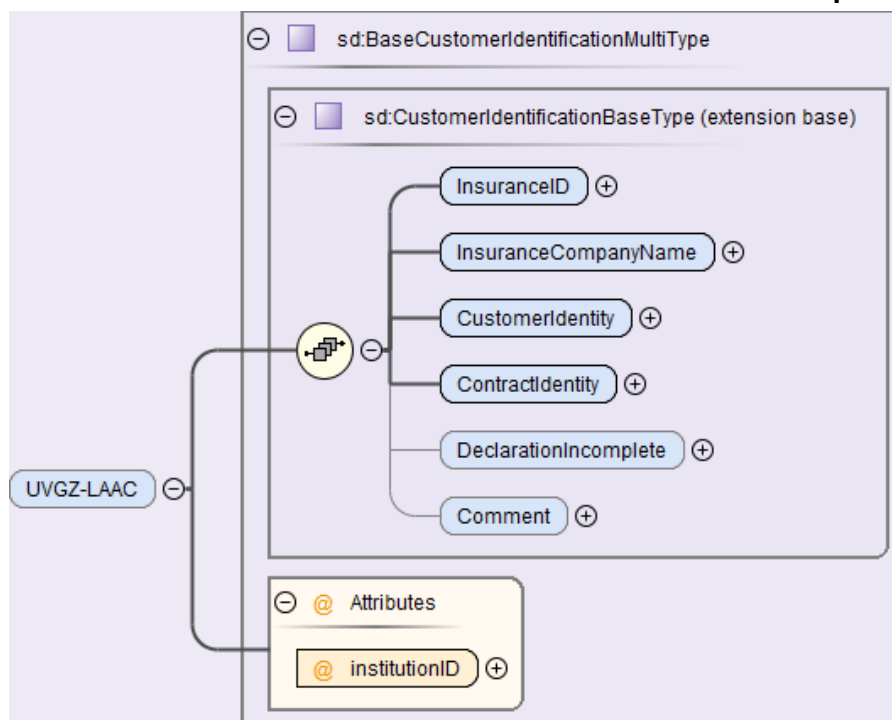 sd:BaseCustomerIdentificationMultiType
sd:CustomerIdentificationBaseType (extension base)
InsuranceID
InsuranceCompanyName
CustomerIdentity
ContractIdentity
DeclarationIncomplete
Comment
UVGZ-LAAC
@ Attributes
@ institutionID